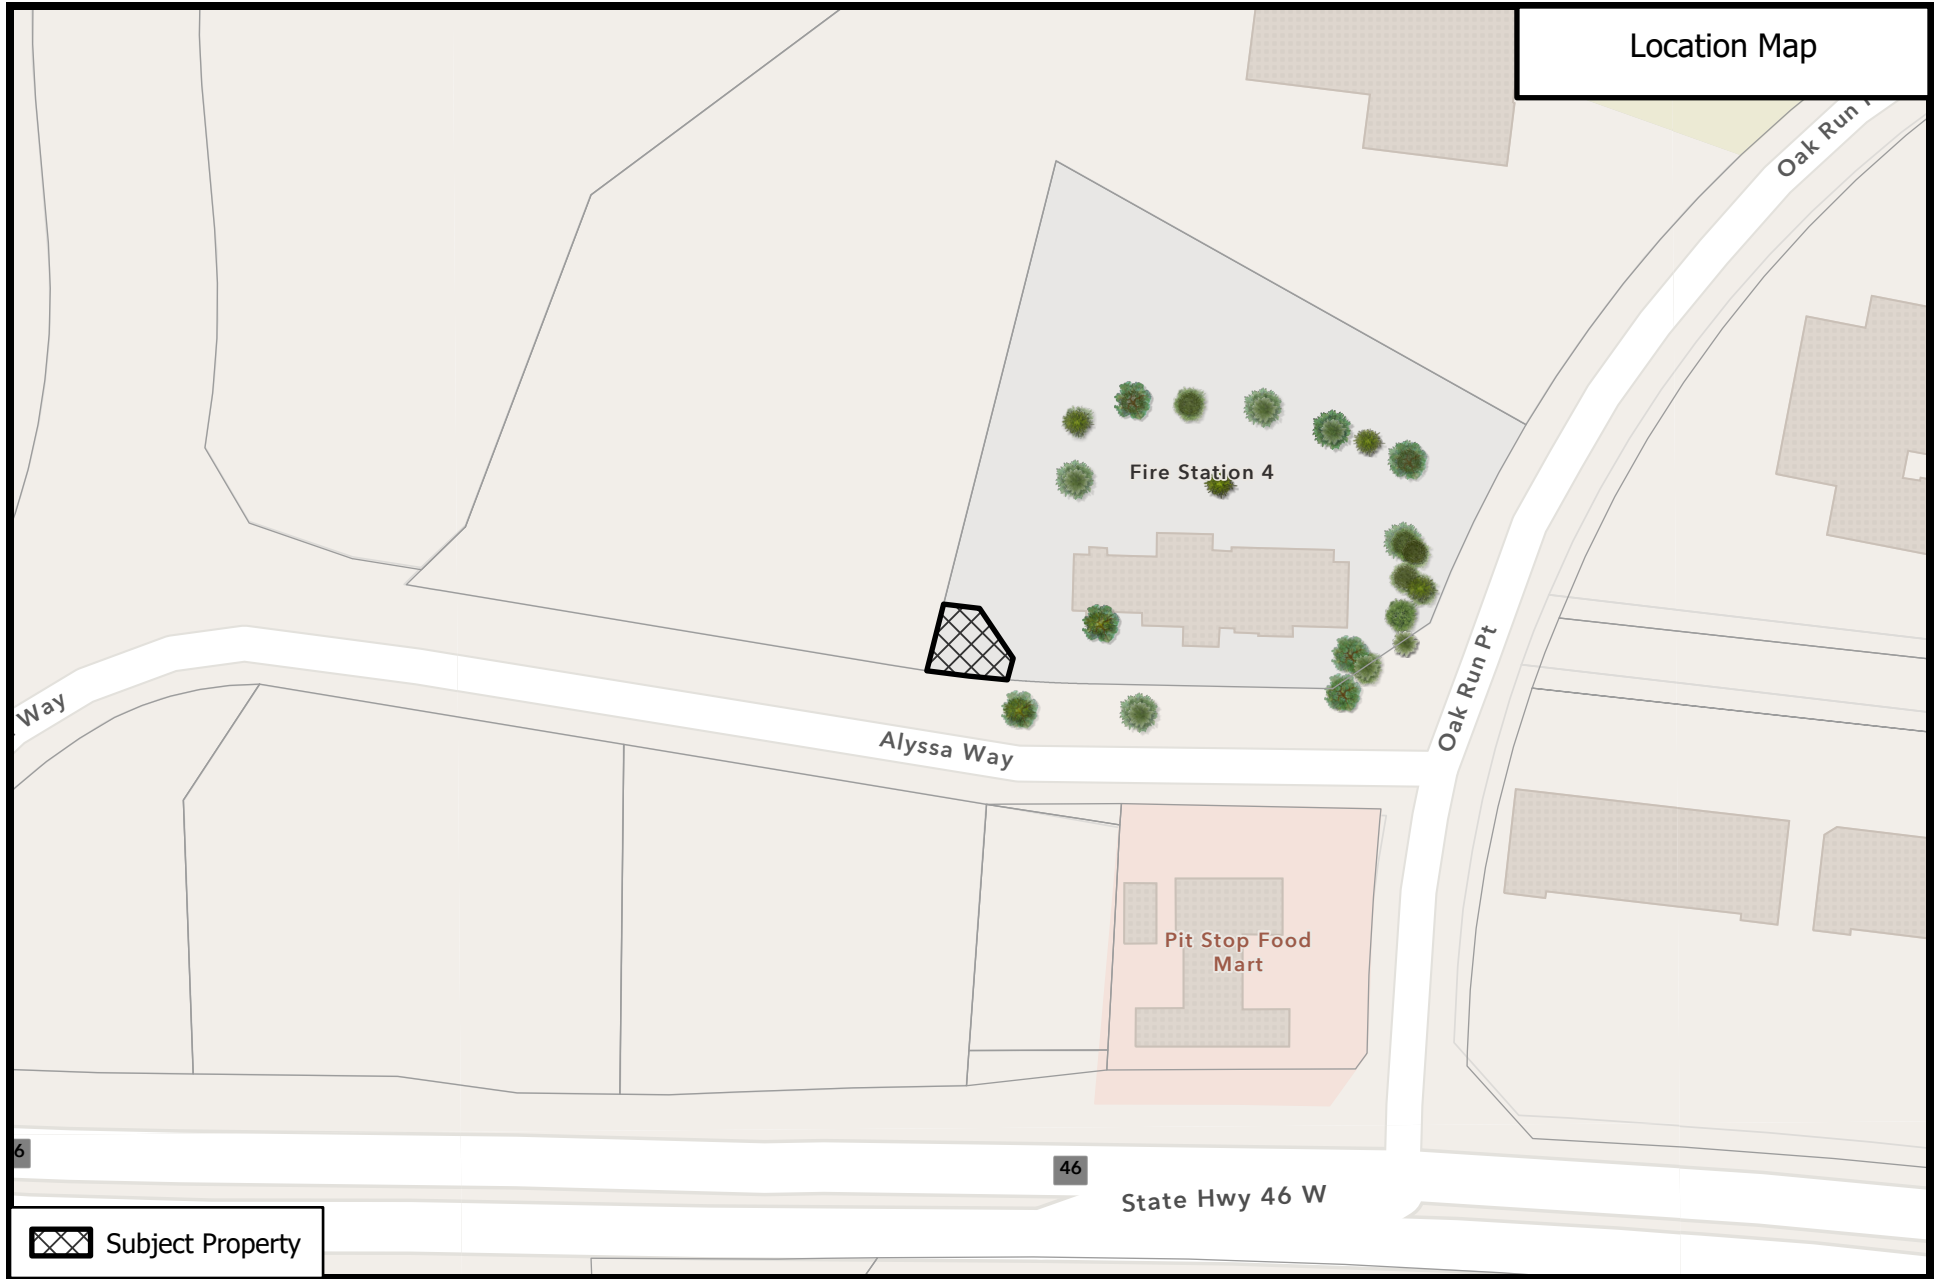 Location Map
Oak Run
Fire Station 4
Way
Oak Run Pt
Alyssa Way
Pit Stop Food
Mart
6
46
State Hwy 46 W
Subject Property